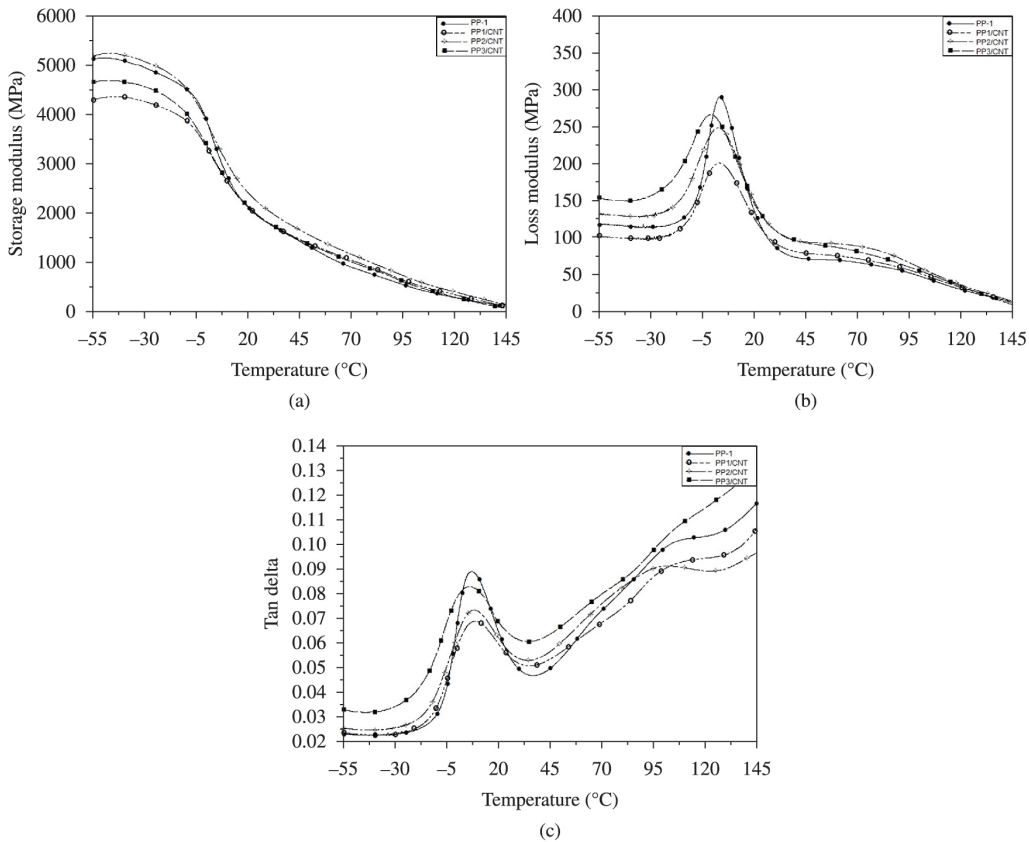 6000
5000
4000
3000
2000
1000
0
Storage modulus (MPa)
PP-1
PP1/CNT
PP2/CNT
PP3/CNT
−55 −30 −5 20 45 70 95 120 145
Temperature (°C)
(a)
400
350
300
250
200
150
100
50
0
Loss modulus (MPa)
PP-1
PP1/CNT
PP2/CNT
PP3/CNT
−55 −30 −5 20 45 70 95 120 145
Temperature (°C)
(b)
0.14
0.13
0.12
0.11
0.10
0.09
0.08
0.07
0.06
0.05
0.04
0.03
0.02
Tan delta
PP-1
PP1/CNT
PP2/CNT
PP3/CNT
−55 −30 −5 20 45 70 95 120 145
Temperature (°C)
(c)